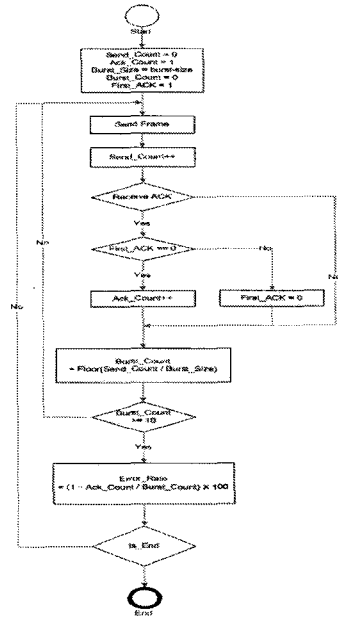 Start
Send_Count = 0
Ack_Count = 1
Burst_Size = burst-size
Burst_Count = 0
First_ACK = 1
Send Frame
Send_Count++
Receive ACK
No
Yes
First_ACK == 0
No
Yes
No
Ack_Count++
First_ACK = 0
No
Burst_Count
= Floor(Send_Count / Burst_Size)
Burst_Count
>= 10
Yes
Error_Rate
= (1 - Ack_Count / Burst_Count) X 100
Is_End
End